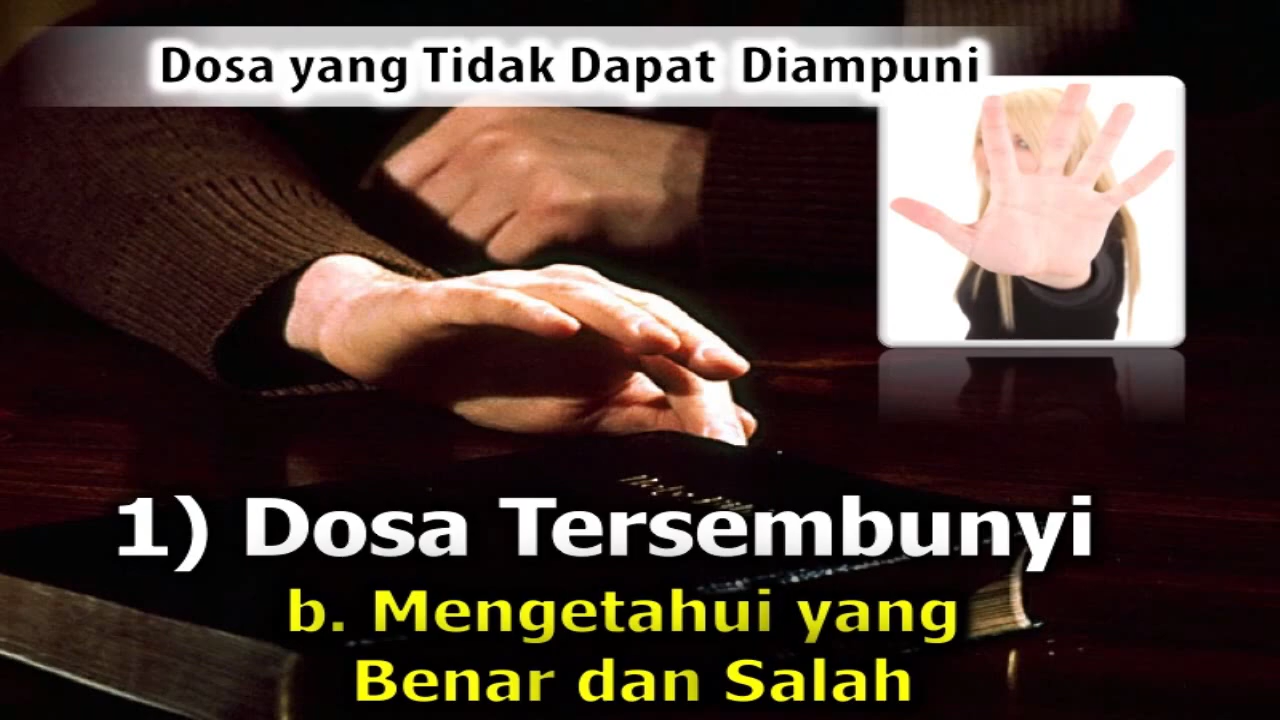 Dosa yang Tidak Dapat Diampuni
1) Dosa Tersembunyi
b. Mengetahui yang
Benar dan Salah